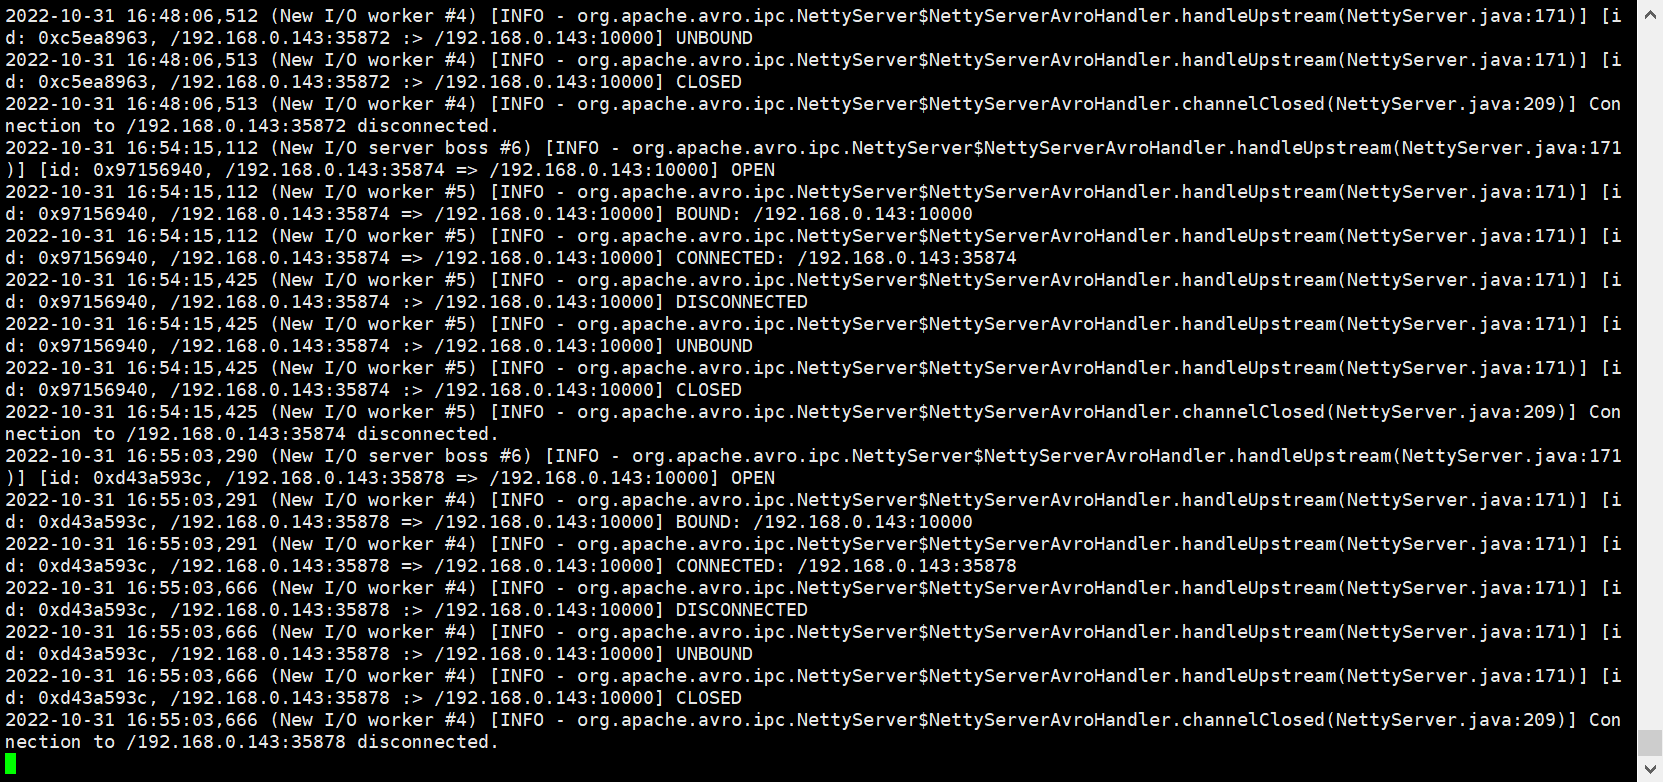 2022-10-31 16:48:06,512 (New I/O worker #4) [INFO - org.apache.avro.ipc.NettyServer$NettyServerAvroHandler.handleUpstream(NettyServer.java:171)] [i
d: 0xc5ea8963, /192.168.0.143:35872 :> /192.168.0.143:10000] UNBOUND
2022-10-31 16:48:06,513 (New I/O worker #4) [INFO - org.apache.avro.ipc.NettyServer$NettyServerAvroHandler.handleUpstream(NettyServer.java:171)] [i
d: 0xc5ea8963, /192.168.0.143:35872 :> /192.168.0.143:10000] CLOSED
2022-10-31 16:48:06,513 (New I/O worker #4) [INFO - org.apache.avro.ipc.NettyServer$NettyServerAvroHandler.channelClosed(NettyServer.java:209)] Con
nection to /192.168.0.143:35872 disconnected.
2022-10-31 16:54:15,112 (New I/O server boss #6) [INFO - org.apache.avro.ipc.NettyServer$NettyServerAvroHandler.handleUpstream(NettyServer.java:171
)] [id: 0x97156940, /192.168.0.143:35874 => /192.168.0.143:10000] OPEN
2022-10-31 16:54:15,112 (New I/O worker #5) [INFO - org.apache.avro.ipc.NettyServer$NettyServerAvroHandler.handleUpstream(NettyServer.java:171)] [i
d: 0x97156940, /192.168.0.143:35874 => /192.168.0.143:10000] BOUND: /192.168.0.143:10000
2022-10-31 16:54:15,112 (New I/O worker #5) [INFO - org.apache.avro.ipc.NettyServer$NettyServerAvroHandler.handleUpstream(NettyServer.java:171)] [i
d: 0x97156940, /192.168.0.143:35874 => /192.168.0.143:10000] CONNECTED: /192.168.0.143:35874
2022-10-31 16:54:15,425 (New I/O worker #5) [INFO - org.apache.avro.ipc.NettyServer$NettyServerAvroHandler.handleUpstream(NettyServer.java:171)] [i
d: 0x97156940, /192.168.0.143:35874 :> /192.168.0.143:10000] DISCONNECTED
2022-10-31 16:54:15,425 (New I/O worker #5) [INFO - org.apache.avro.ipc.NettyServer$NettyServerAvroHandler.handleUpstream(NettyServer.java:171)] [i
d: 0x97156940, /192.168.0.143:35874 :> /192.168.0.143:10000] UNBOUND
2022-10-31 16:54:15,425 (New I/O worker #5) [INFO - org.apache.avro.ipc.NettyServer$NettyServerAvroHandler.handleUpstream(NettyServer.java:171)] [i
d: 0x97156940, /192.168.0.143:35874 :> /192.168.0.143:10000] CLOSED
2022-10-31 16:54:15,425 (New I/O worker #5) [INFO - org.apache.avro.ipc.NettyServer$NettyServerAvroHandler.channelClosed(NettyServer.java:209)] Con
nection to /192.168.0.143:35874 disconnected.
2022-10-31 16:55:03,290 (New I/O server boss #6) [INFO - org.apache.avro.ipc.NettyServer$NettyServerAvroHandler.handleUpstream(NettyServer.java:171
)] [id: 0xd43a593c, /192.168.0.143:35878 => /192.168.0.143:10000] OPEN
2022-10-31 16:55:03,291 (New I/O worker #4) [INFO - org.apache.avro.ipc.NettyServer$NettyServerAvroHandler.handleUpstream(NettyServer.java:171)] [i
d: 0xd43a593c, /192.168.0.143:35878 => /192.168.0.143:10000] BOUND: /192.168.0.143:10000
2022-10-31 16:55:03,291 (New I/O worker #4) [INFO - org.apache.avro.ipc.NettyServer$NettyServerAvroHandler.handleUpstream(NettyServer.java:171)] [i
d: 0xd43a593c, /192.168.0.143:35878 => /192.168.0.143:10000] CONNECTED: /192.168.0.143:35878
2022-10-31 16:55:03,666 (New I/O worker #4) [INFO - org.apache.avro.ipc.NettyServer$NettyServerAvroHandler.handleUpstream(NettyServer.java:171)] [i
d: 0xd43a593c, /192.168.0.143:35878 :> /192.168.0.143:10000] DISCONNECTED
2022-10-31 16:55:03,666 (New I/O worker #4) [INFO - org.apache.avro.ipc.NettyServer$NettyServerAvroHandler.handleUpstream(NettyServer.java:171)] [i
d: 0xd43a593c, /192.168.0.143:35878 :> /192.168.0.143:10000] UNBOUND
2022-10-31 16:55:03,666 (New I/O worker #4) [INFO - org.apache.avro.ipc.NettyServer$NettyServerAvroHandler.handleUpstream(NettyServer.java:171)] [i
d: 0xd43a593c, /192.168.0.143:35878 :> /192.168.0.143:10000] CLOSED
2022-10-31 16:55:03,666 (New I/O worker #4) [INFO - org.apache.avro.ipc.NettyServer$NettyServerAvroHandler.channelClosed(NettyServer.java:209)] Con
nection to /192.168.0.143:35878 disconnected.